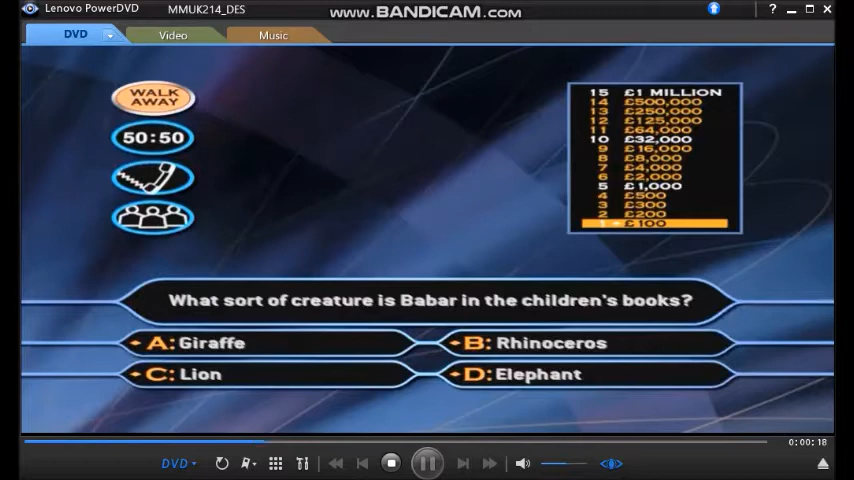 Lenovo PowerDVD
MMUK214_DES
www.BANDICAM.com
DVD
Video
Music
WALK
AWAY
50:50
15 £1 MILLION
14 £500,000
13 £250,000
12 £125,000
11 £64,000
10 £32,000
9 £16,000
8 £8,000
7 £4,000
6 £2,000
5 £1,000
4 £500
3 £300
2 £200
1 £100
What sort of creature is Babar in the children's books?
A: Giraffe
B: Rhinoceros
C: Lion
D: Elephant
0:00:18
DVD